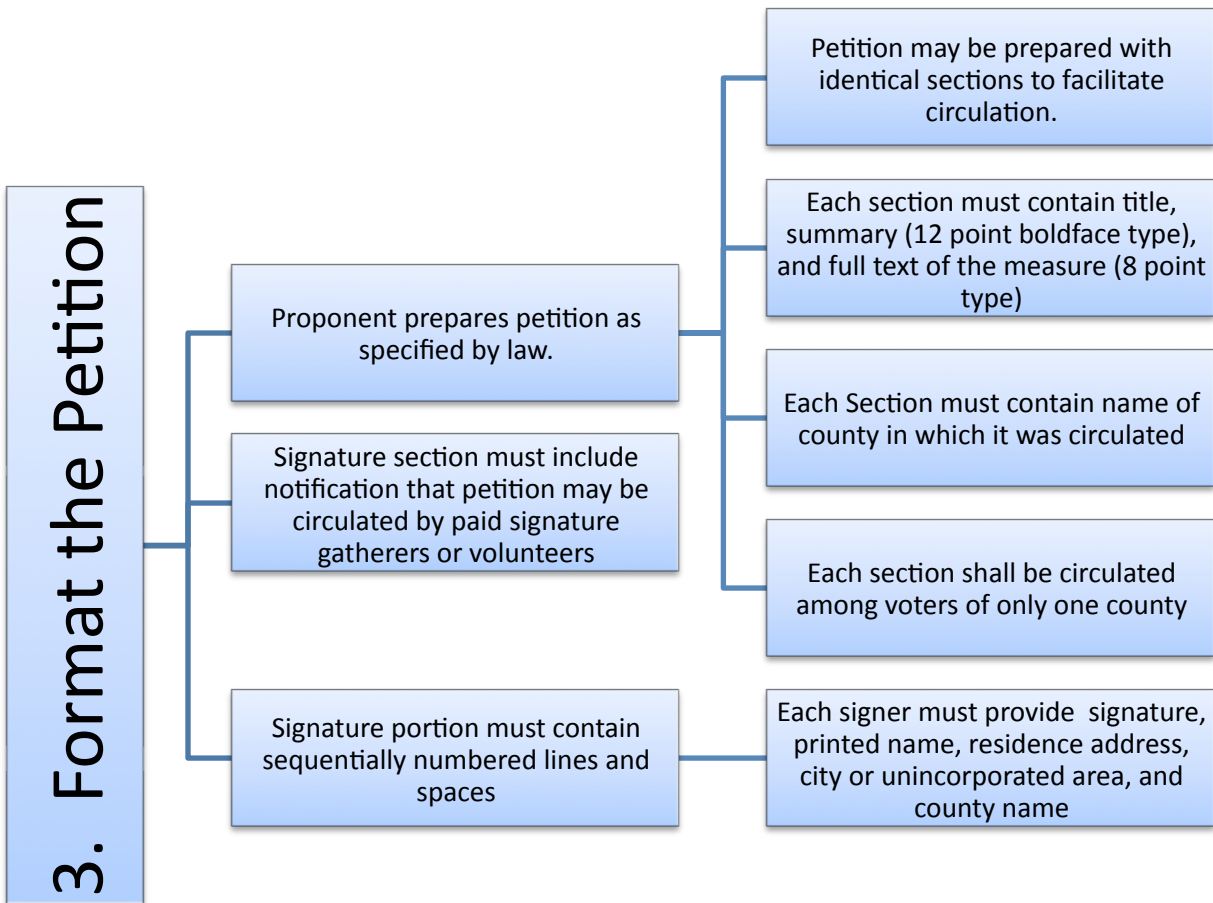 3. Format the Petition
Proponent prepares petition as
specified by law.
Petition may be prepared with
identical sections to facilitate
circulation.
Each section must contain title,
summary (12 point boldface type),
and full text of the measure (8 point
type)
Each Section must contain name of
county in which it was circulated
Each section shall be circulated
among voters of only one county
Signature section must include
notification that petition may be
circulated by paid signature
gatherers or volunteers
Signature portion must contain
sequentially numbered lines and
spaces
Each signer must provide signature,
printed name, residence address,
city or unincorporated area, and
county name